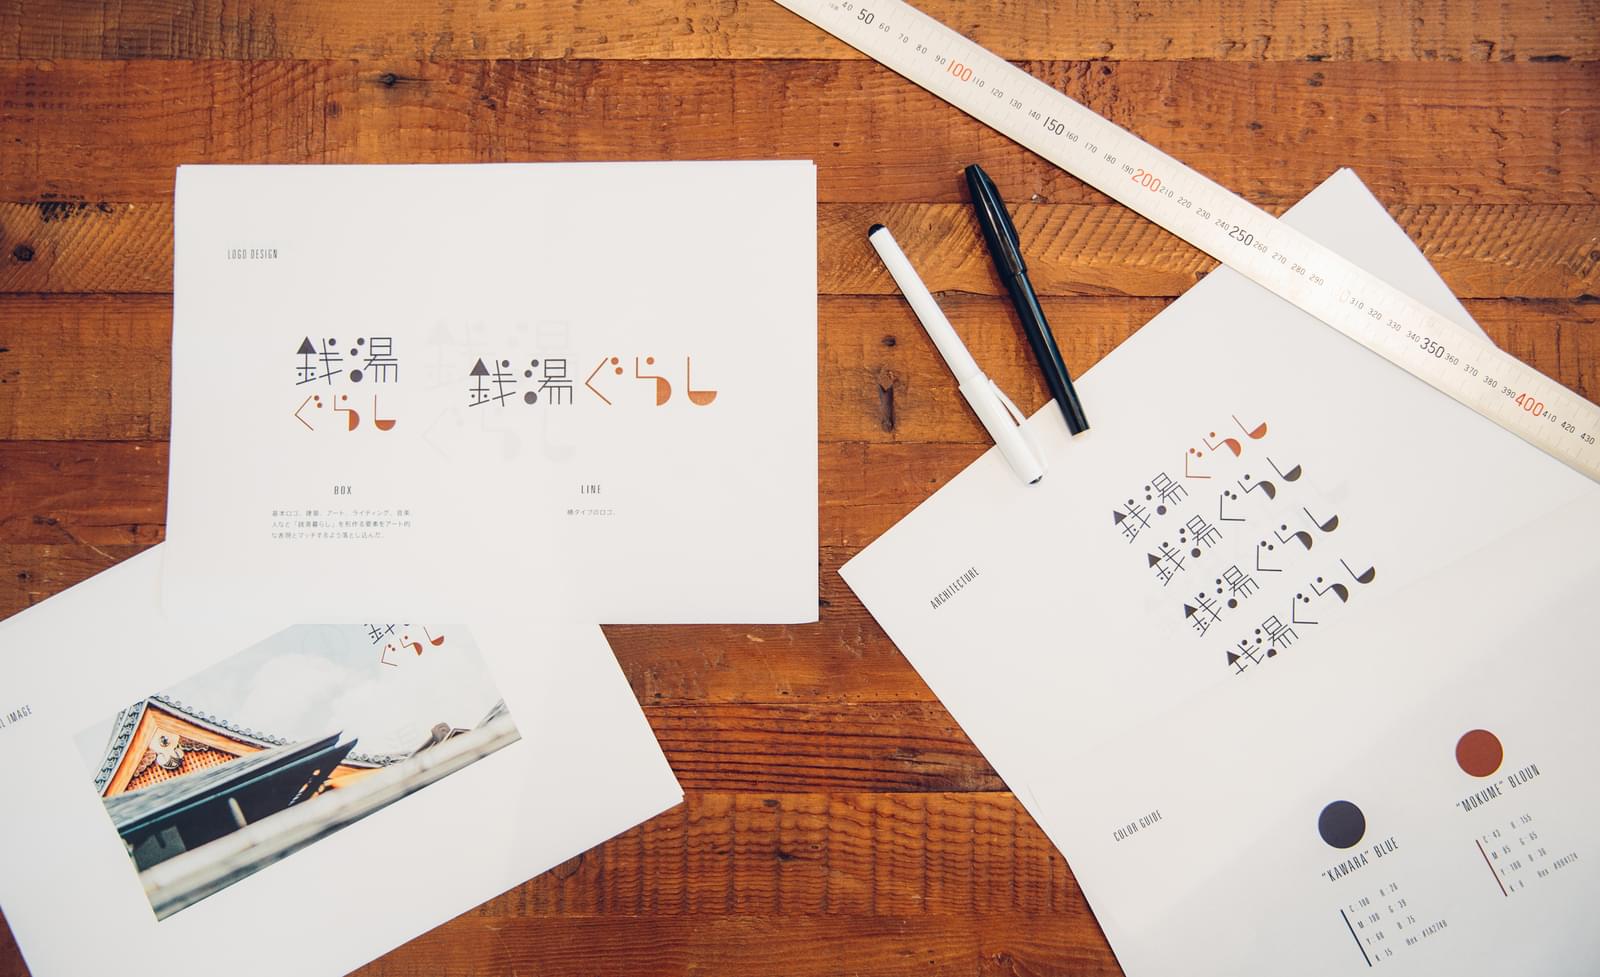 LOGO DESIGN
銭湯
ぐらし
銭湯ぐらし
BOX
基本ロゴ。建築、アート、ライティング、音楽、
人など「銭湯暮らし」を形作る要素をアート的
な表現とマッチするよう落とし込んだ。
LINE
横タイプのロゴ。
40 50 60 70 80 90 100 110 120 130 140 150 160 170 180 190 200 210 220 230 240 250 260 270 280 290 310 320 330 340 350 360 370 380 390 400 410 420 430
IMAGE
銭湯
ぐらし
ARCHITECTURE
銭湯ぐらし
銭湯ぐらし
銭湯ぐらし
銭湯ぐらし
COLOR GUIDE
"KAWARA" BLUE
C: 100 R: 26
M: 100 G: 39
Y: 60 B: 75
K: 15 Hex: #1A274B
"MOKUME" BLOUN
C: 43 R: 155
M: 85 G: 65
Y: 100 B: 36
K: 8 Hex: #9B4124